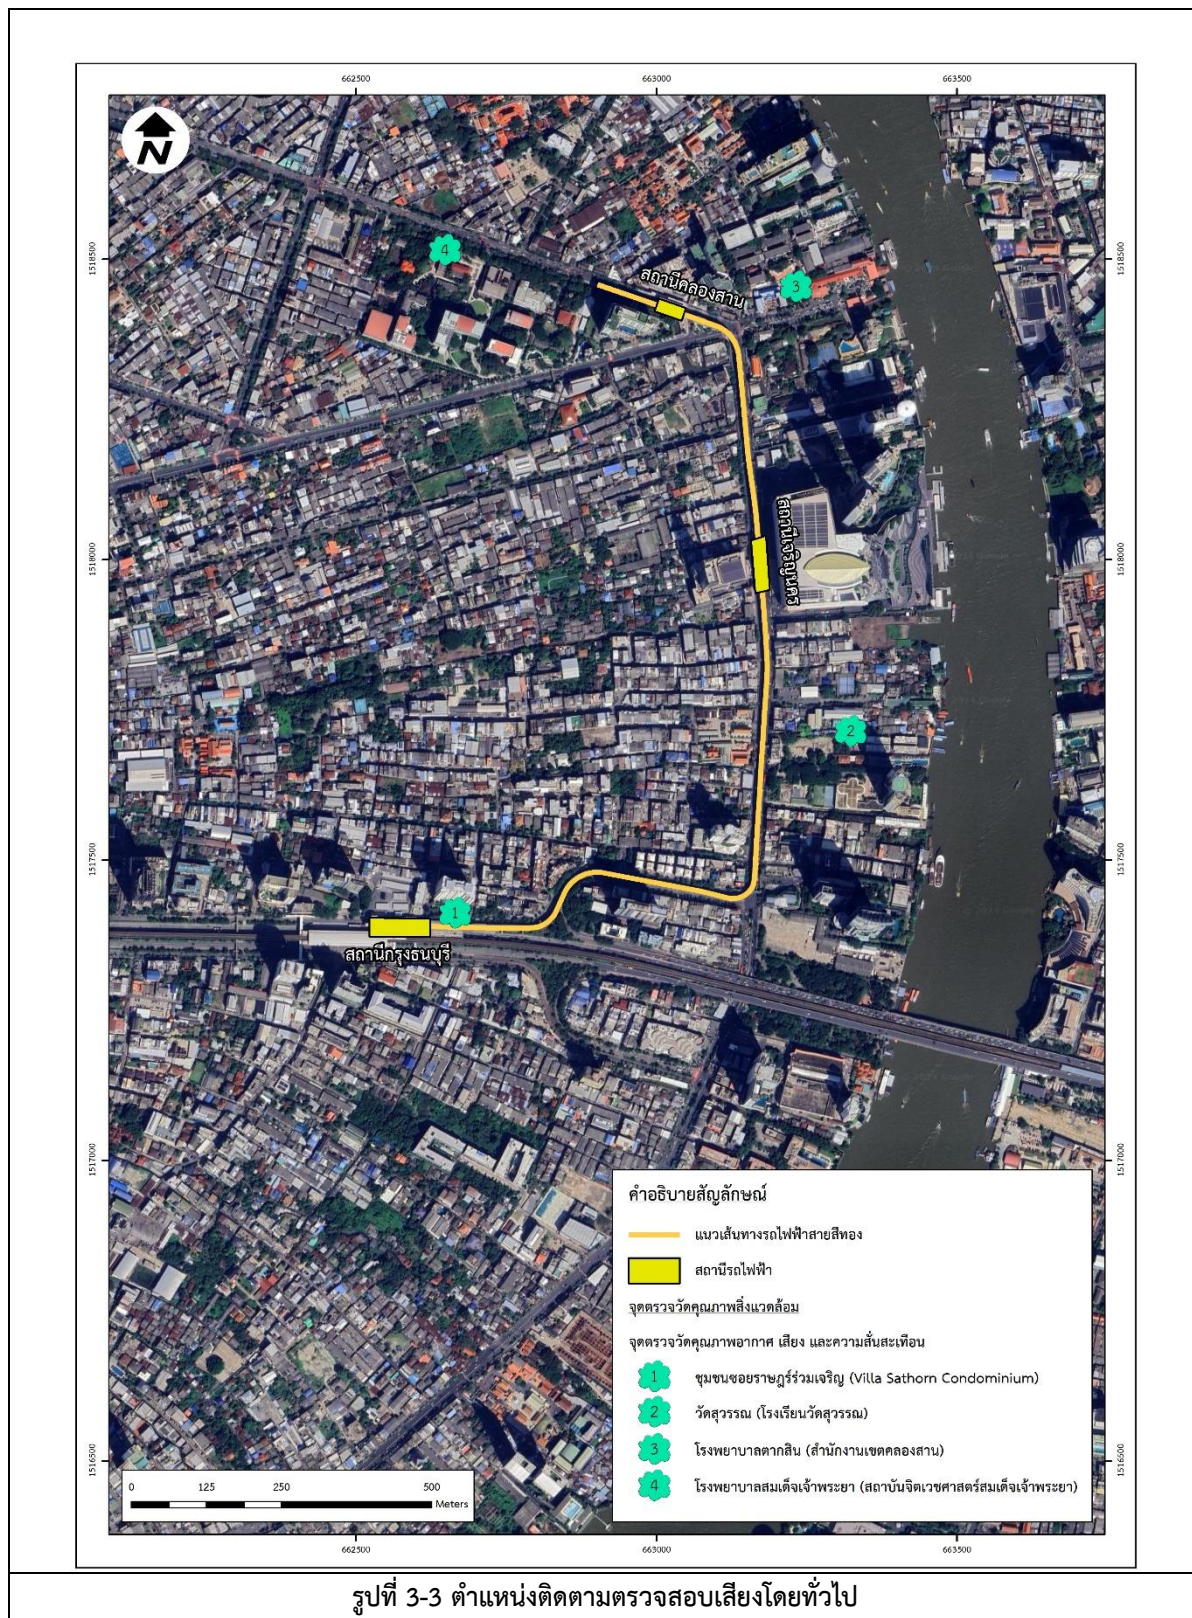 662500 663000 663500
N
1518500 1518500
4
สถานีคลองสาน
3
สถานีเจริญนคร
1518000 1518000
2
1517500 1517500
1
สถานีกรุงธนบุรี
1517000 1517000
คำอธิบายสัญลักษณ์
แนวเส้นทางรถไฟฟ้าสายสีทอง
สถานีรถไฟฟ้า
จุดตรวจวัดคุณภาพสิ่งแวดล้อม
จุดตรวจวัดคุณภาพอากาศ เสียง และความสั่นสะเทือน
1 ชุมชนซอยราษฎร์ร่วมเจริญ (Villa Sathorn Condominium)
2 วัดสุวรรณ (โรงเรียนวัดสุวรรณ)
3 โรงพยาบาลตากสิน (สำนักงานเขตคลองสาน)
4 โรงพยาบาลสมเด็จเจ้าพระยา (สถาบันจิตเวชศาสตร์สมเด็จเจ้าพระยา)
1516500 1516500
0 125 250 500
Meters
662500 663000 663500
รูปที่ 3-3 ตำแหน่งติดตามตรวจสอบเสียงโดยทั่วไป